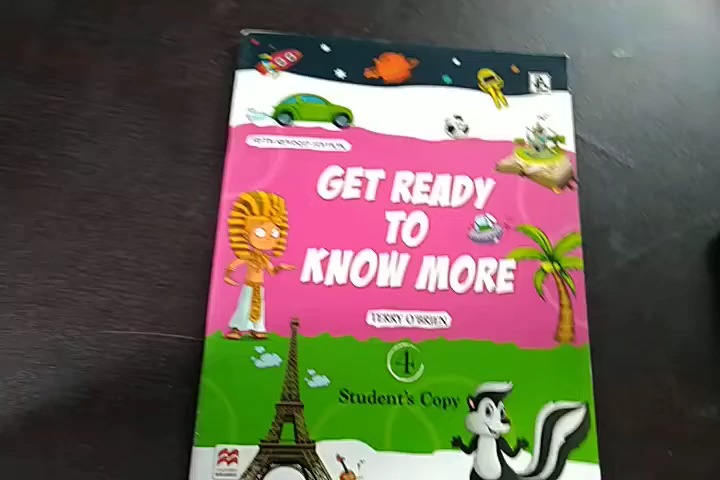 GET READY
TO
KNOW MORE
TERRY O'BRIEN
4
Student's Copy